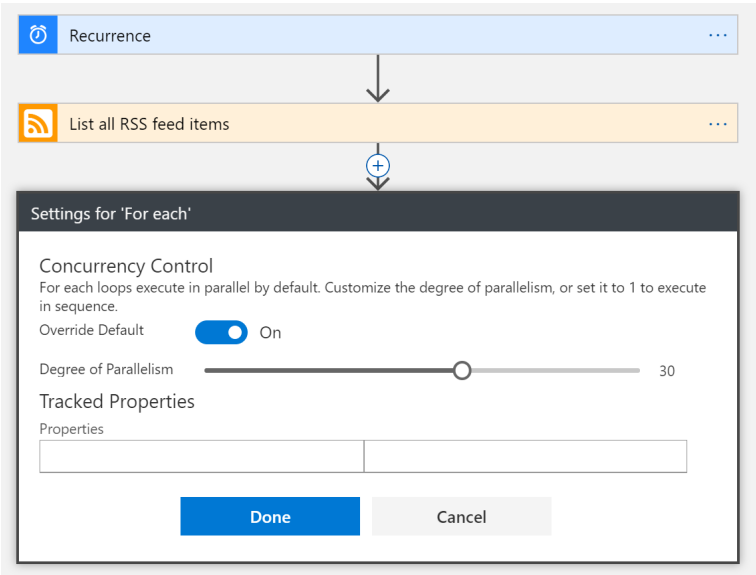 Recurrence
List all RSS feed items
Settings for 'For each'
Concurrency Control
For each loops execute in parallel by default. Customize the degree of parallelism, or set it to 1 to execute
in sequence.
Override Default On
Degree of Parallelism 30
Tracked Properties
Properties
Done Cancel